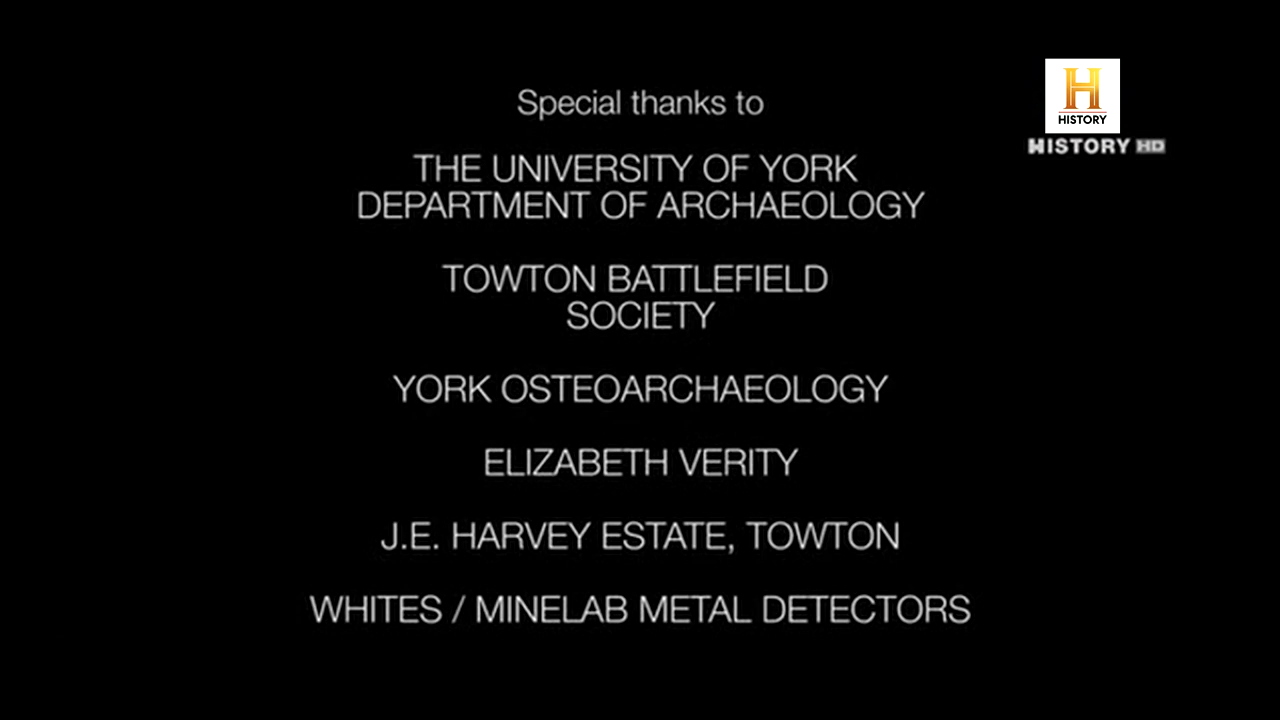 Special thanks to
H
HISTORY
HISTORY HD
THE UNIVERSITY OF YORK
DEPARTMENT OF ARCHAEOLOGY
TOWTON BATTLEFIELD
SOCIETY
YORK OSTEOARCHAEOLOGY
ELIZABETH VERITY
J.E. HARVEY ESTATE, TOWTON
WHITES / MINELAB METAL DETECTORS